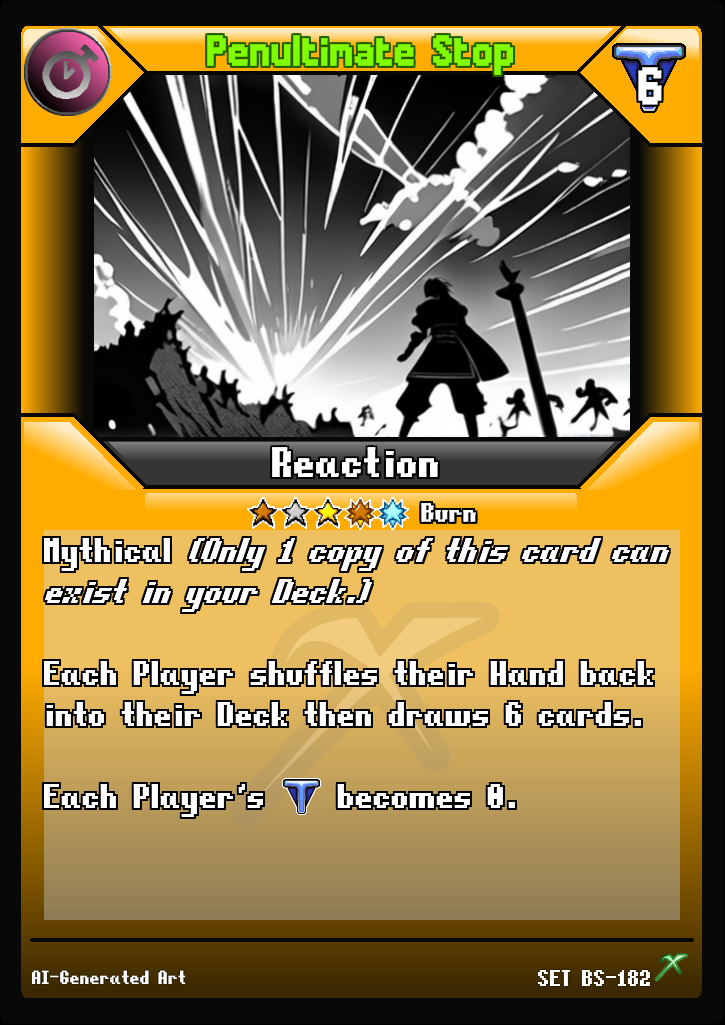 Penultimate Stop
6
Reaction
Burn
Mythical (Only 1 copy of this card can
exist in your Deck.)
Each Player shuffles their Hand back
into their Deck then draws 6 cards.
Each Player's T becomes 0.
AI-Generated Art
SET BS-182